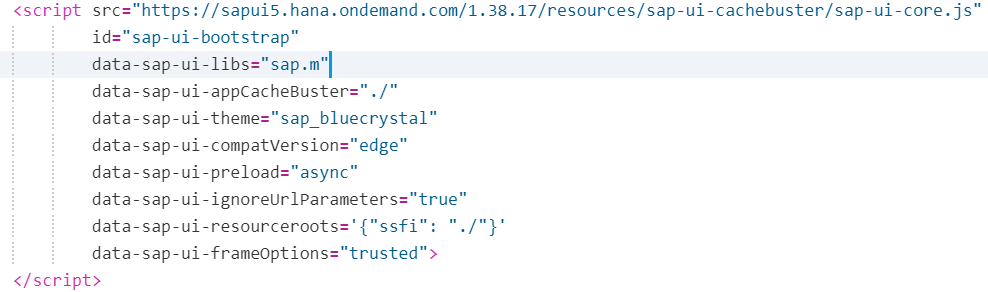 <script src="https://sapui5.hana.ondemand.com/1.38.17/resources/sap-ui-cachebuster/sap-ui-core.js"
id="sap-ui-bootstrap"
data-sap-ui-libs="sap.m"
data-sap-ui-appCacheBuster="./"
data-sap-ui-theme="sap_bluecrystal"
data-sap-ui-compatVersion="edge"
data-sap-ui-preload="async"
data-sap-ui-ignoreUrlParameters="true"
data-sap-ui-resourceroots='{"ssfi": "./"}'
data-sap-ui-frameOptions="trusted">
</script>